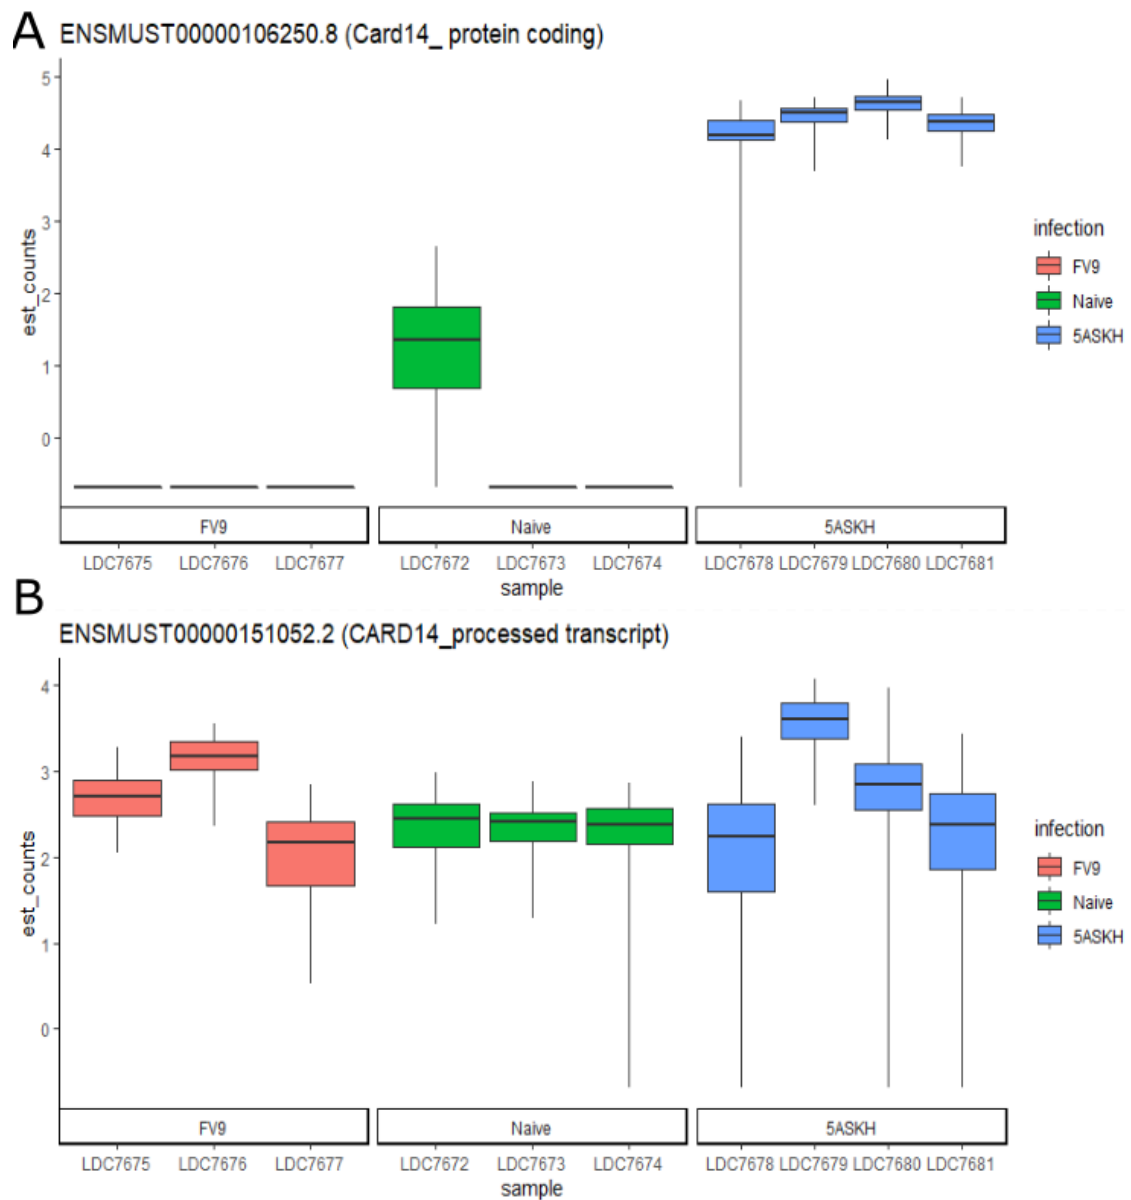 A
ENSMUST00000106250.8 (Card14_ protein coding)
5
4
3
2
1
0
est_counts
FV9
Naive
5ASKH
LDC7675 LDC7676 LDC7677 LDC7672 LDC7673 LDC7674 LDC7678 LDC7679 LDC7680 LDC7681
sample
infection
FV9
Naive
5ASKH
B
ENSMUST00000151052.2 (CARD14_processed transcript)
4
3
2
1
0
est_counts
FV9
Naive
5ASKH
LDC7675 LDC7676 LDC7677 LDC7672 LDC7673 LDC7674 LDC7678 LDC7679 LDC7680 LDC7681
sample
infection
FV9
Naive
5ASKH